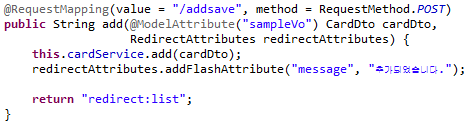 @RequestMapping(value = "/addsave", method = RequestMethod.POST)
public String add(@ModelAttribute("sampleVo") CardDto cardDto,
RedirectAttributes redirectAttributes) {
this.cardService.add(cardDto);
redirectAttributes.addFlashAttribute("message", "추가되었습니다.");
return "redirect:list";
}